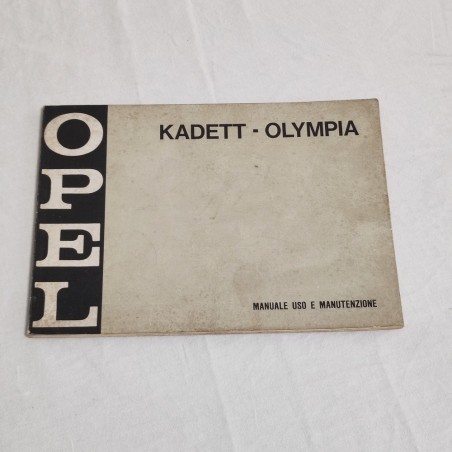 OPEL
KADETT - OLYMPIA
MANUALE USO E MANUTENZIONE